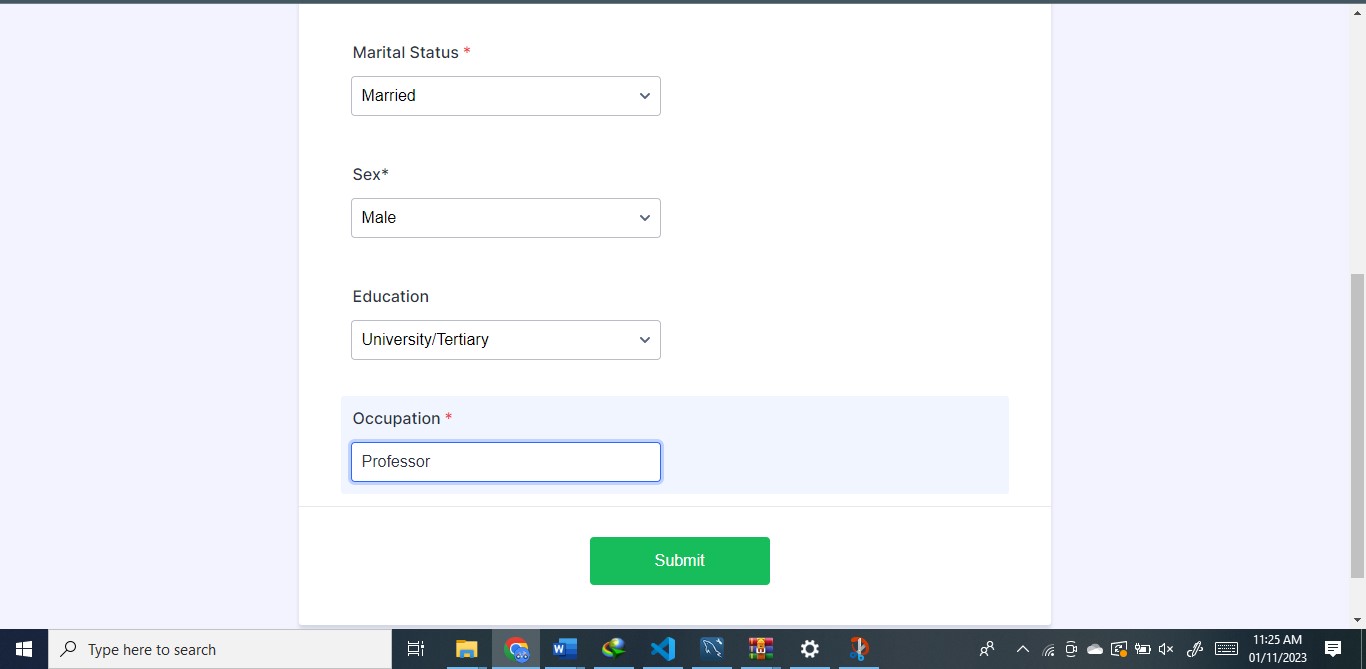 Marital Status *
Married
Sex*
Male
Education
University/Tertiary
Occupation *
Professor
Submit
Type here to search
11:25 AM
01/11/2023